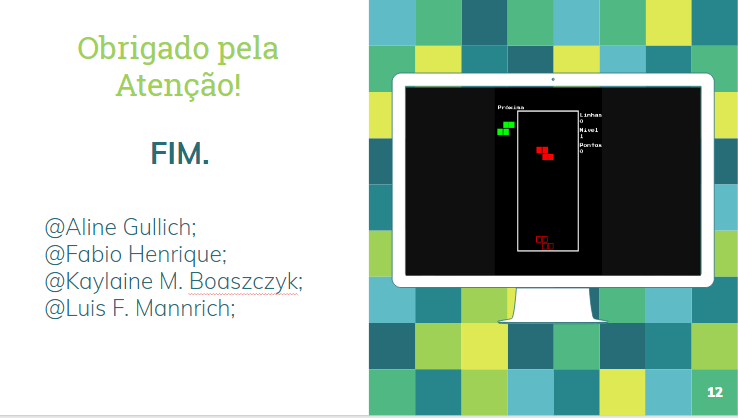 Obrigado pela
Atenção!
FIM.
@Aline Gullich;
@Fabio Henrique;
@Kaylaine M. Boaszczyk;
@Luis F. Mannrich;
Próxima
Linhas
0
Nível
1
Pontos
0
12